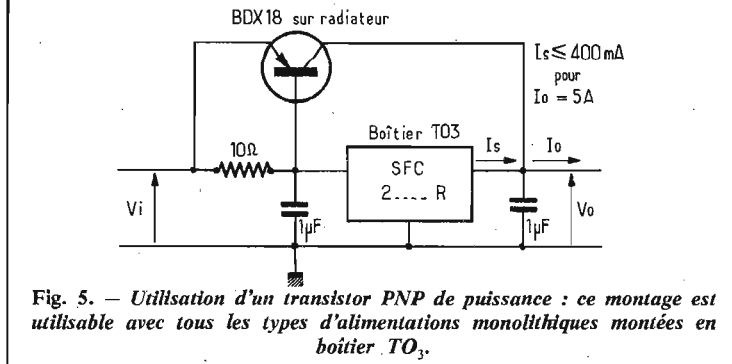 BDX18 sur radiateur
Is ≤ 400mA
pour
Io = 5A
Boîtier TO3
10Ω
Is
Io
SFC
2.... R
Vi
1µF
1µF
Vo
Fig. 5. — Utilisation d'un transistor PNP de puissance : ce montage est
utilisable avec tous les types d'alimentations monolithiques montées en
boîtier TO₃.